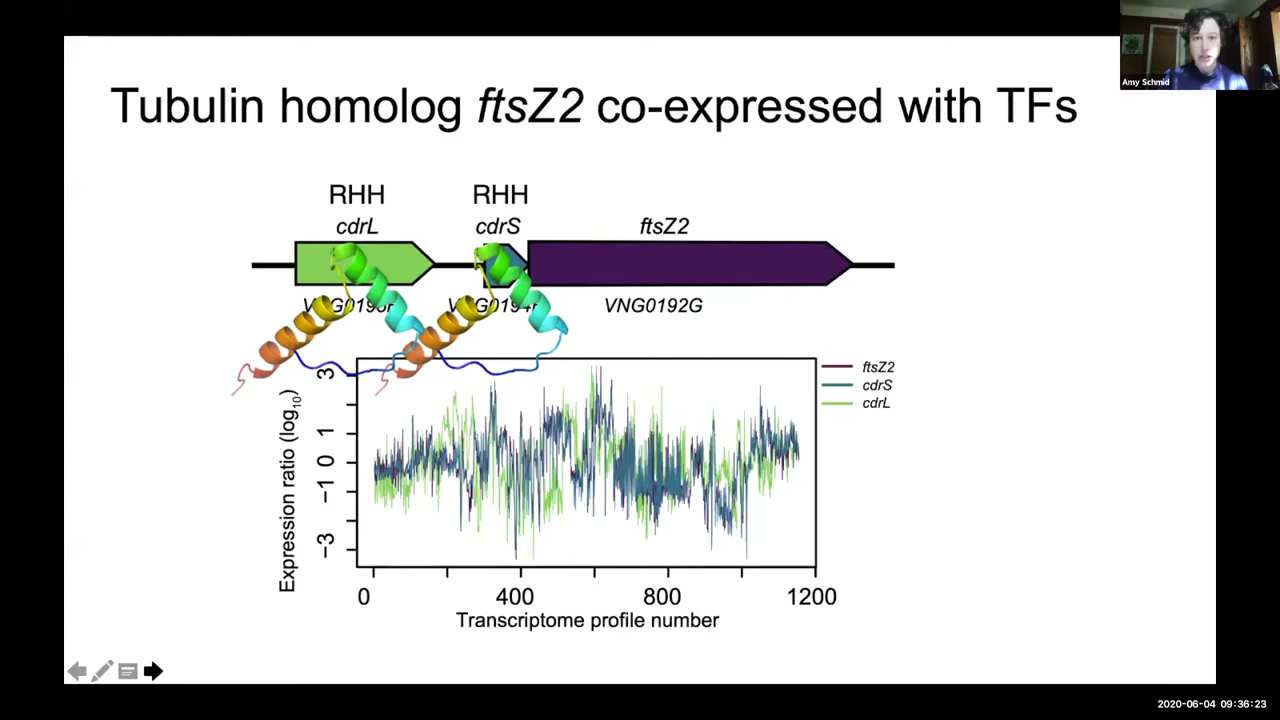 Amy Schmid
Tubulin homolog ftsZ2 co-expressed with TFs
RHH RHH
cdrL cdrS ftsZ2
VNG0192G
ftsZ2
cdrS
cdrL
Expression ratio (log10)
3
1
0
−1
−3
0 400 800 1200
Transcriptome profile number
2020-06-04 09:36:23